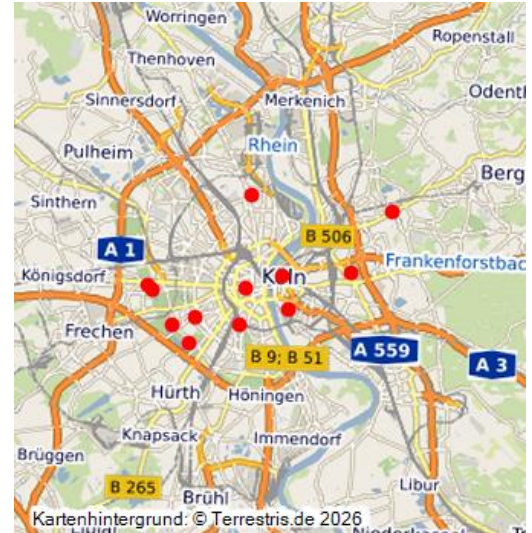 Worringen
Ropenstall
Thenhoven
Sinnersdorf
Merkenich
Odenth
Rhein
Pulheim
Berg
Sinthern
B 506
A 1
Königsdorf
Köln
Frankenforstbac
Frechen
A 559
B 9; B 51
A 3
Hürth
Höningen
Knapsack
Immendorf
Brüggen
B 265
Libur
Brühl
Kartenhintergrund: © Terrestris.de 2026